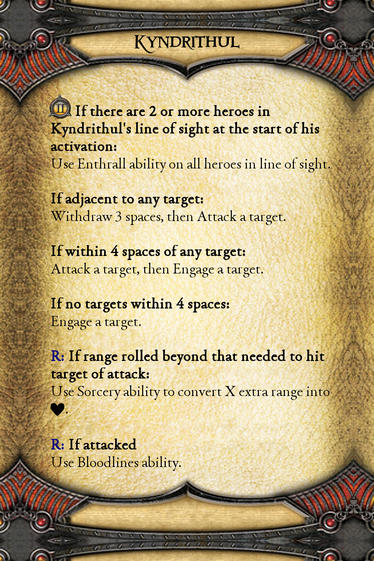 Kyndrithul
II If there are 2 or more heroes in
Kyndrithul's line of sight at the start of his
activation:
Use Enthrall ability on all heroes in line of sight.
If adjacent to any target:
Withdraw 3 spaces, then Attack a target.
If within 4 spaces of any target:
Attack a target, then Engage a target.
If no targets within 4 spaces:
Engage a target.
R: If range rolled beyond that needed to hit
target of attack:
Use Sorcery ability to convert X extra range into
♥.
R: If attacked
Use Bloodlines ability.